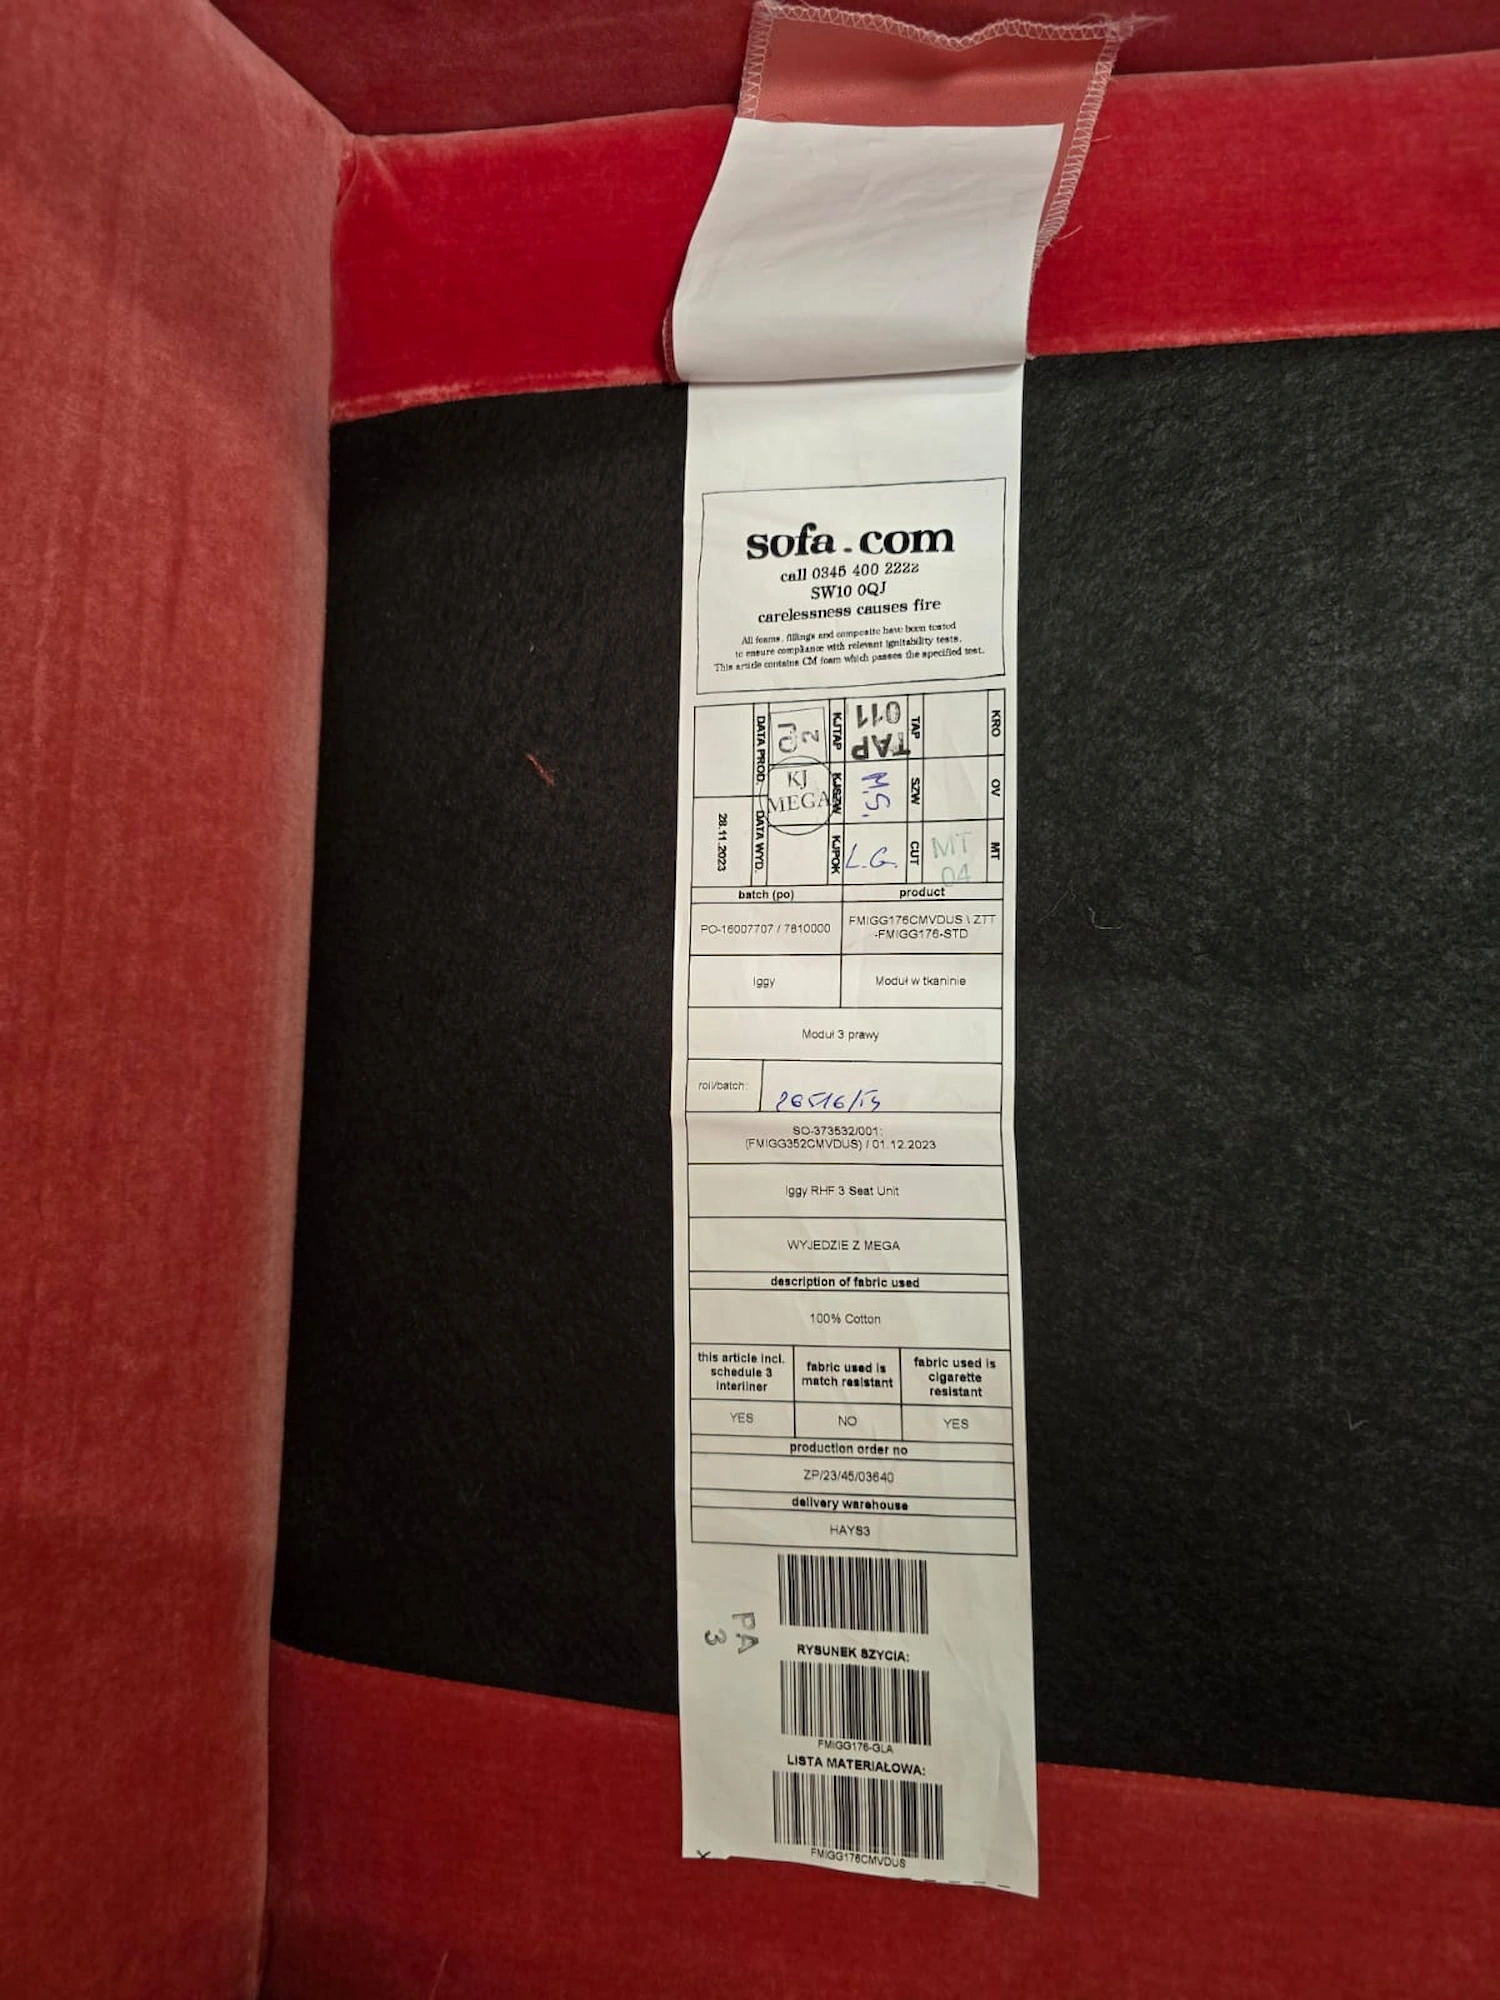 sofa.com
call 0345 400 2222
SW10 0QJ
carelessness causes fire
All foams, fillings and composite have been tested
to ensure compliance with relevant ignitability tests.
This article contains CM foam which passes the specified test.
KRO OV MT
MT 04
TAP SZW CUT
TAP 011 M.S. L.G.
KJTAP KJSZW KJPOK
QJ 2
KJ MEGA
DATA PROD. DATA WYD.
28.11.2023
batch (po) product
PO-16007707 / 7810000 FMIGG176CMVDUS \ ZTT
-FMIGG176-STD
Iggy Moduł w tkaninie
Moduł 3 prawy
roll/batch:
SO-373532/001:
(FMIGG352CMVDUS) / 01.12.2023
Iggy RHF 3 Seat Unit
WYJEDZIE Z MEGA
description of fabric used
100% Cotton
this article incl. schedule 3 interliner fabric used is match resistant fabric used is cigarette resistant
YES NO YES
production order no
ZP/23/45/03640
delivery warehouse
HAYS3
PA
3
RYSUNEK SZYCIA:
FMIGG176-GLA
LISTA MATERIAŁOWA:
FMIGG176CMVDUS